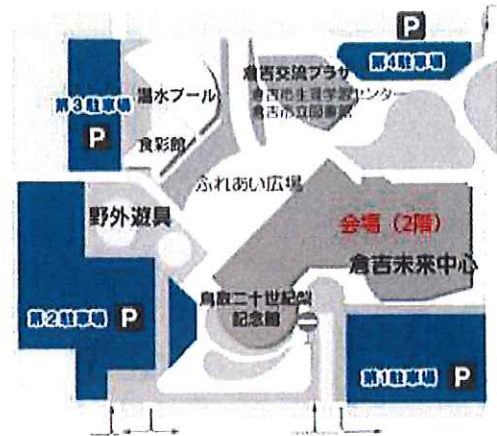 P
第4駐車場
倉吉交流プラザ
倉吉市生涯学習センター
倉吉市立図書館
第3駐車場
P
温水プール
食彩館
ふれあい広場
野外遊具
会場（2階）
倉吉未来中心
鳥取二十世紀梨
記念館
第2駐車場 P
第1駐車場 P